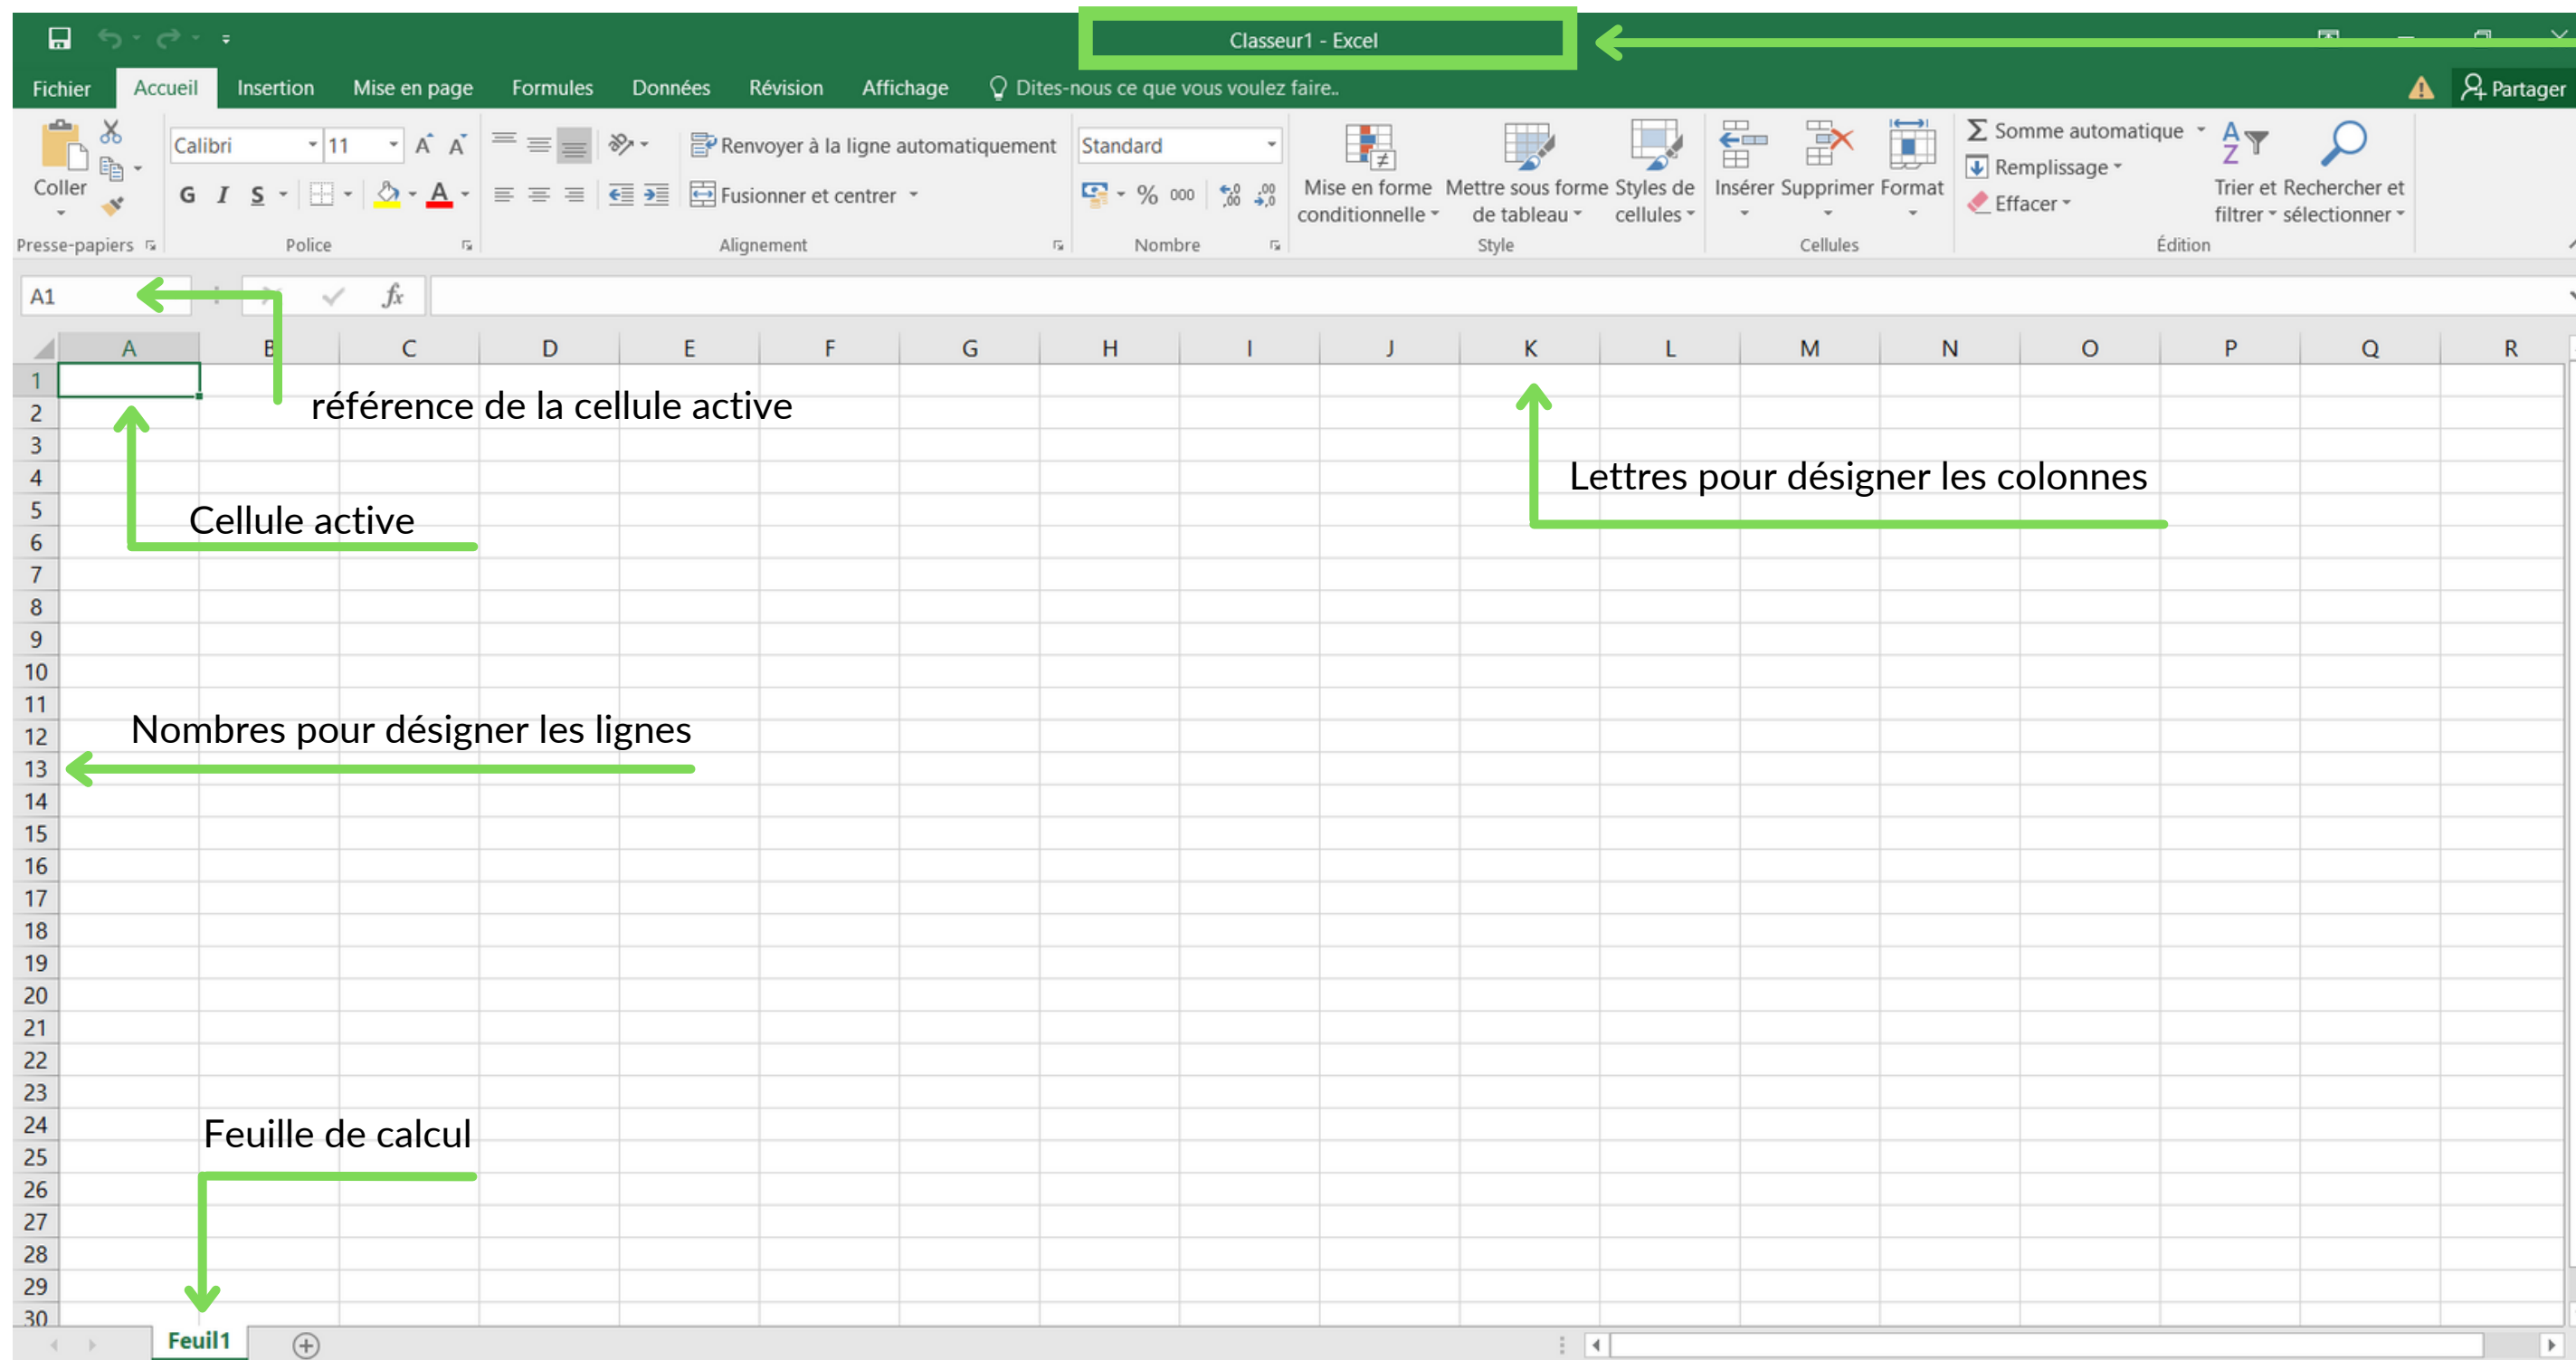 Classeur1 - Excel
Fichier Accueil Insertion Mise en page Formules Données Révision Affichage Dites-nous ce que vous voulez faire.. Partager
Calibri 11 A A Renvoyer à la ligne automatiquement Standard Σ Somme automatique A Z
Remplissage
Coller G I S A Fusionner et centrer % 000 ,00 ,00 Mise en forme Mettre sous forme Styles de Insérer Supprimer Format Trier et Rechercher et
conditionnelle de tableau cellules Effacer filtrer sélectionner
Presse-papiers Police Alignement Nombre Style Cellules Édition
A1 fx
A B C D E F G H I J K L M N O P Q R
1
référence de la cellule active
2
3
4
Lettres pour désigner les colonnes
5
Cellule active
6
7
8
9
10
11
12
Nombres pour désigner les lignes
13
14
15
16
17
18
19
20
21
22
23
24
Feuille de calcul
25
26
27
28
29
30
Feuil1